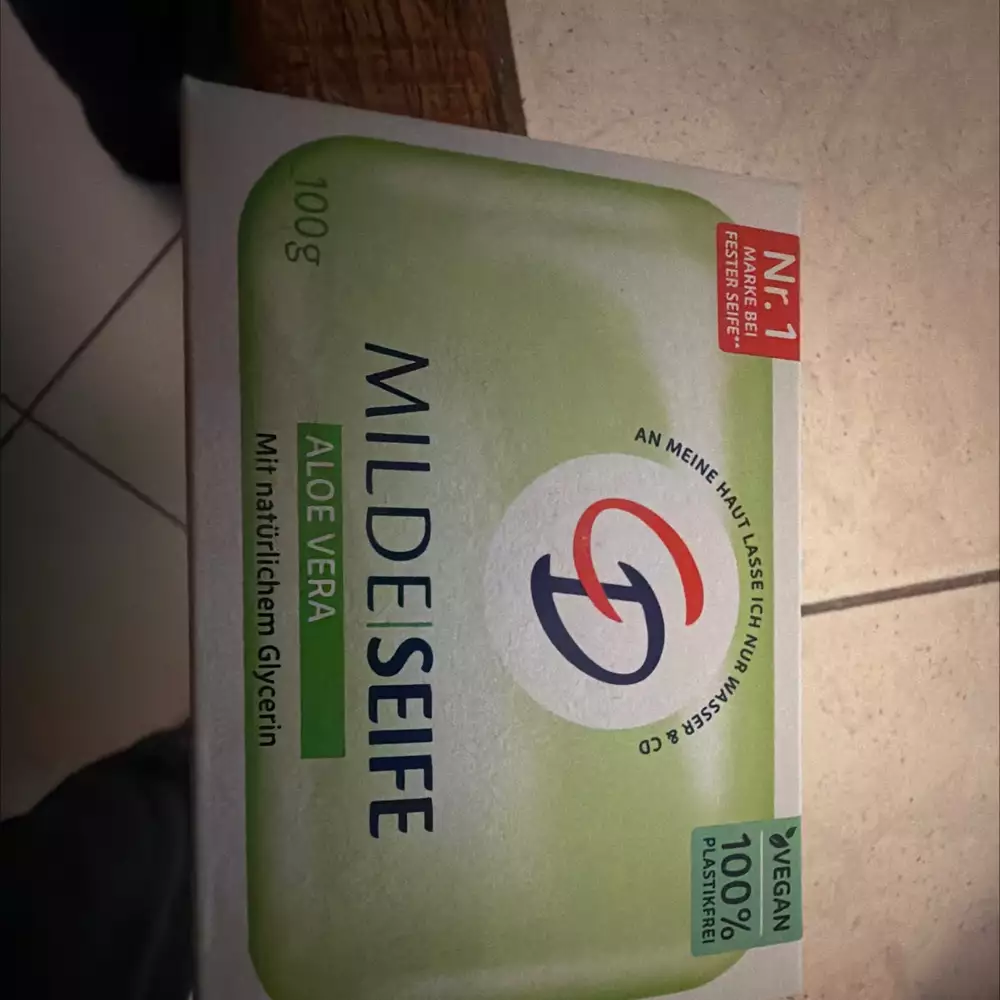 Nr. 1
MARKE BEI
FESTER SEIFE**
AN MEINE HAUT LASSE ICH NUR WASSER & CD
CD
VEGAN
100%
PLASTIKFREI
MILDE|SEIFE
ALOE VERA
Mit natürlichem Glycerin
100g